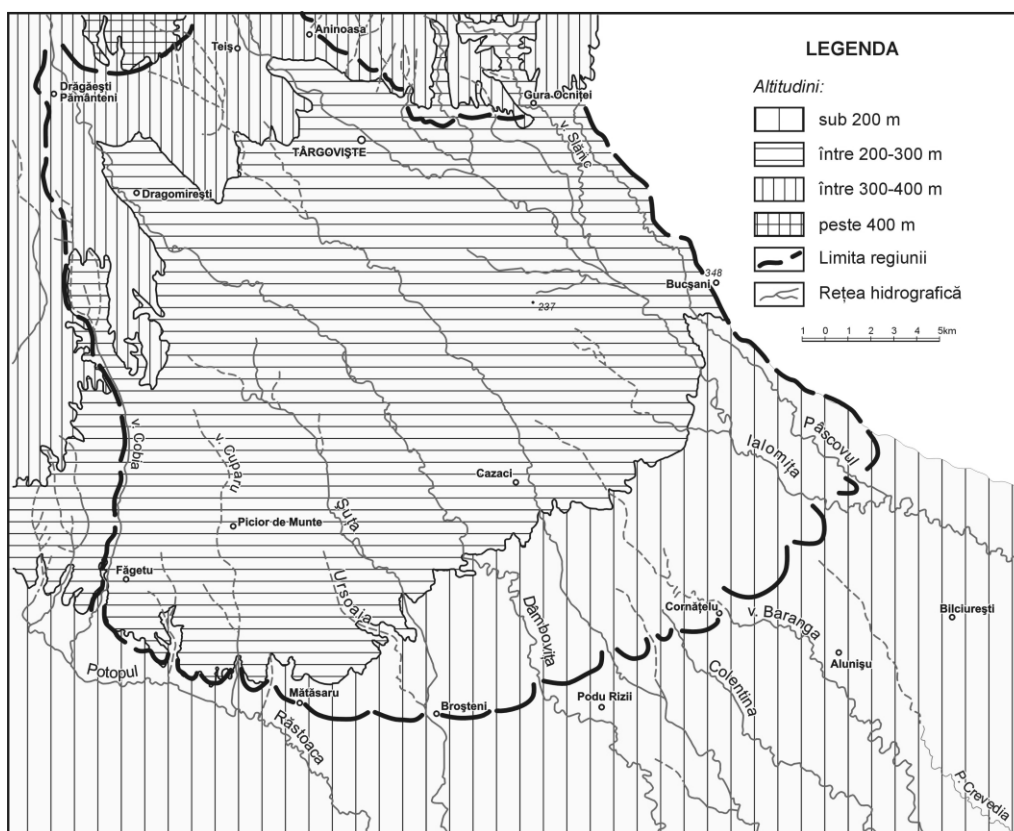 Aninoasa
Teiș
Drăgăești
Pământeni
Gura Ocniței
v. Slănic
TÂRGOVIȘTE
Dragomirești
Bucșani
348
237
v. Cobia
v. Cuparu
Cazaci
Șuța
Picior de Munte
Ialomița
Pâscovul
Făgetu
Ursoaia
Dâmbovița
Cornățelu
v. Baranga
Bilciurești
Alunișu
Potopul
Mătăsaru
Broșteni
Podu Rizii
Colentina
Răstoaca
P. Crevedia
LEGENDA
Altitudini:
sub 200 m
între 200-300 m
între 300-400 m
peste 400 m
Limita regiunii
Rețea hidrografică
1 0 1 2 4 5km